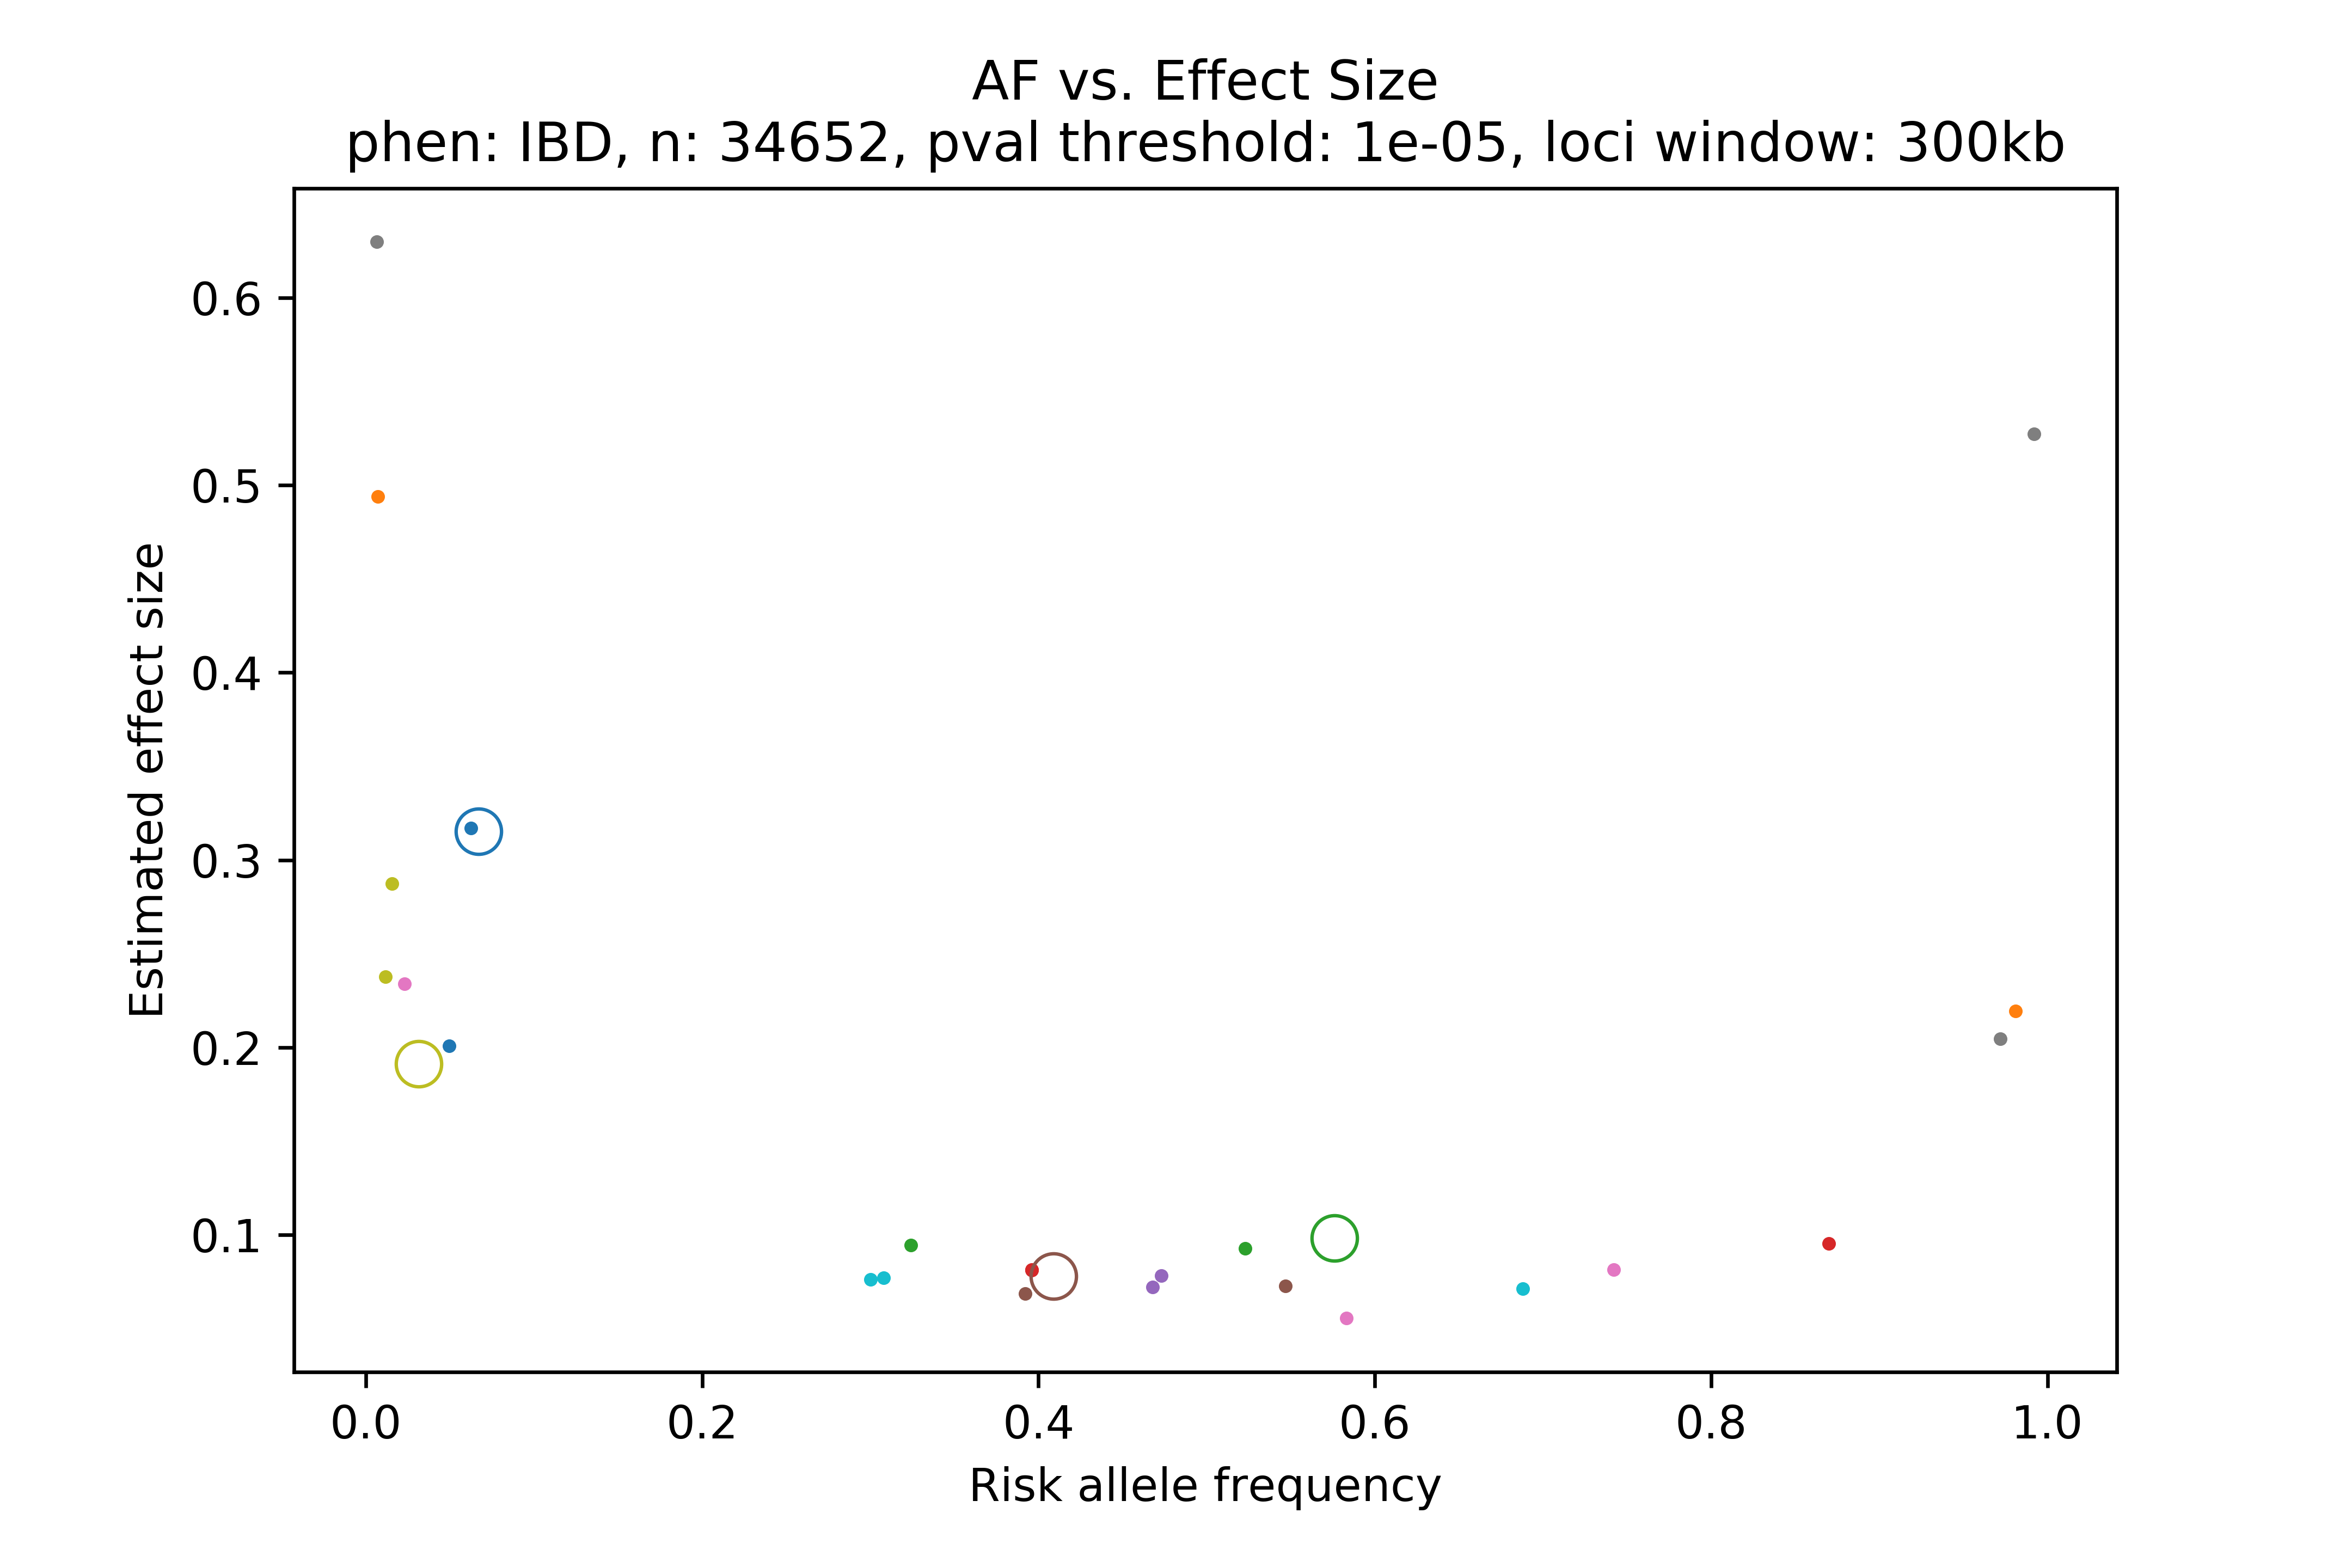 AF vs. Effect Size
phen: IBD, n: 34652, pval threshold: 1e-05, loci window: 300kb
0.6
0.5
0.4
0.3
0.2
0.1
Estimated effect size
0.0 0.2 0.4 0.6 0.8 1.0
Risk allele frequency